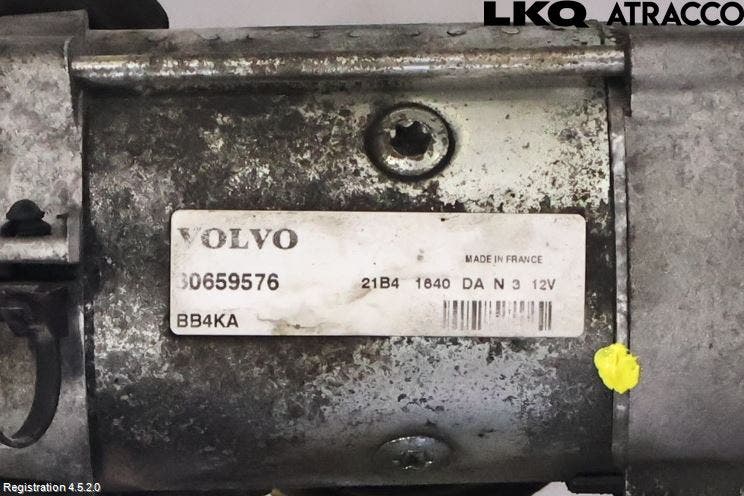 LKQ ATRACCO
VOLVO
MADE IN FRANCE
30659576 21B4 1640 DA N 3 12V
BB4KA
Registration 4.5.2.0